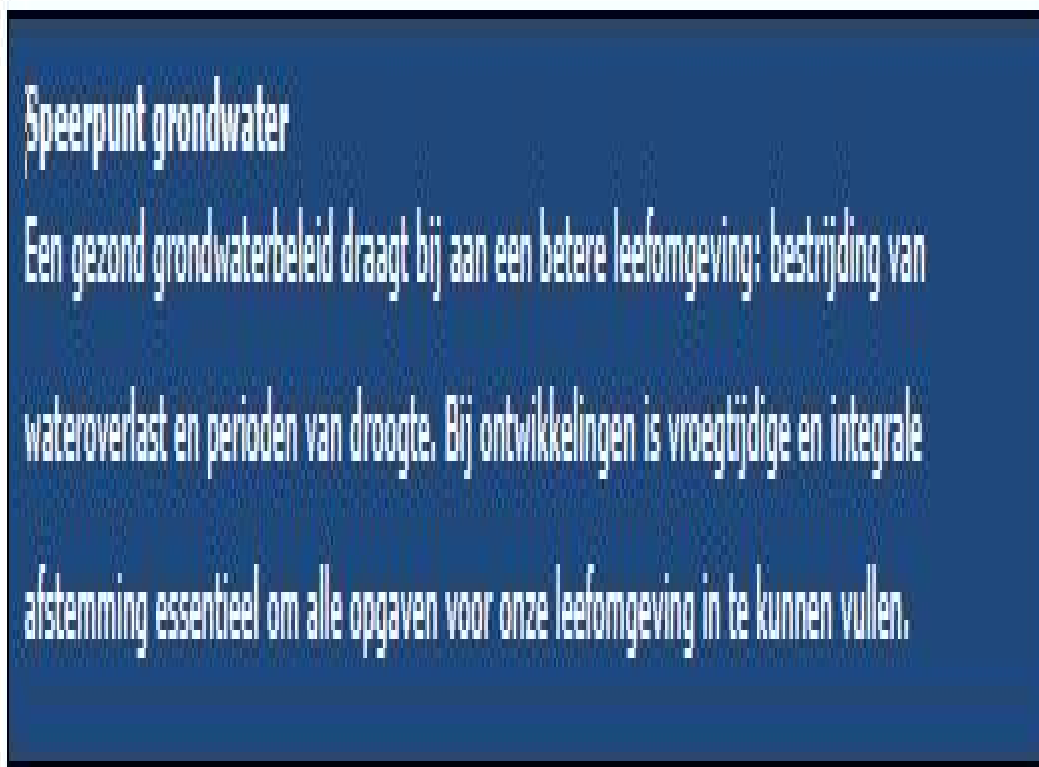 Speerpunt grondwater
Een gezond grondwaterbeleid draagt bij aan een betere leefomgeving: bestrijding van
wateroverlast en perioden van droogte. Bij ontwikkelingen is vroegtijdige en integrale
afstemming essentieel om alle opgaven voor onze leefomgeving in te kunnen vullen.